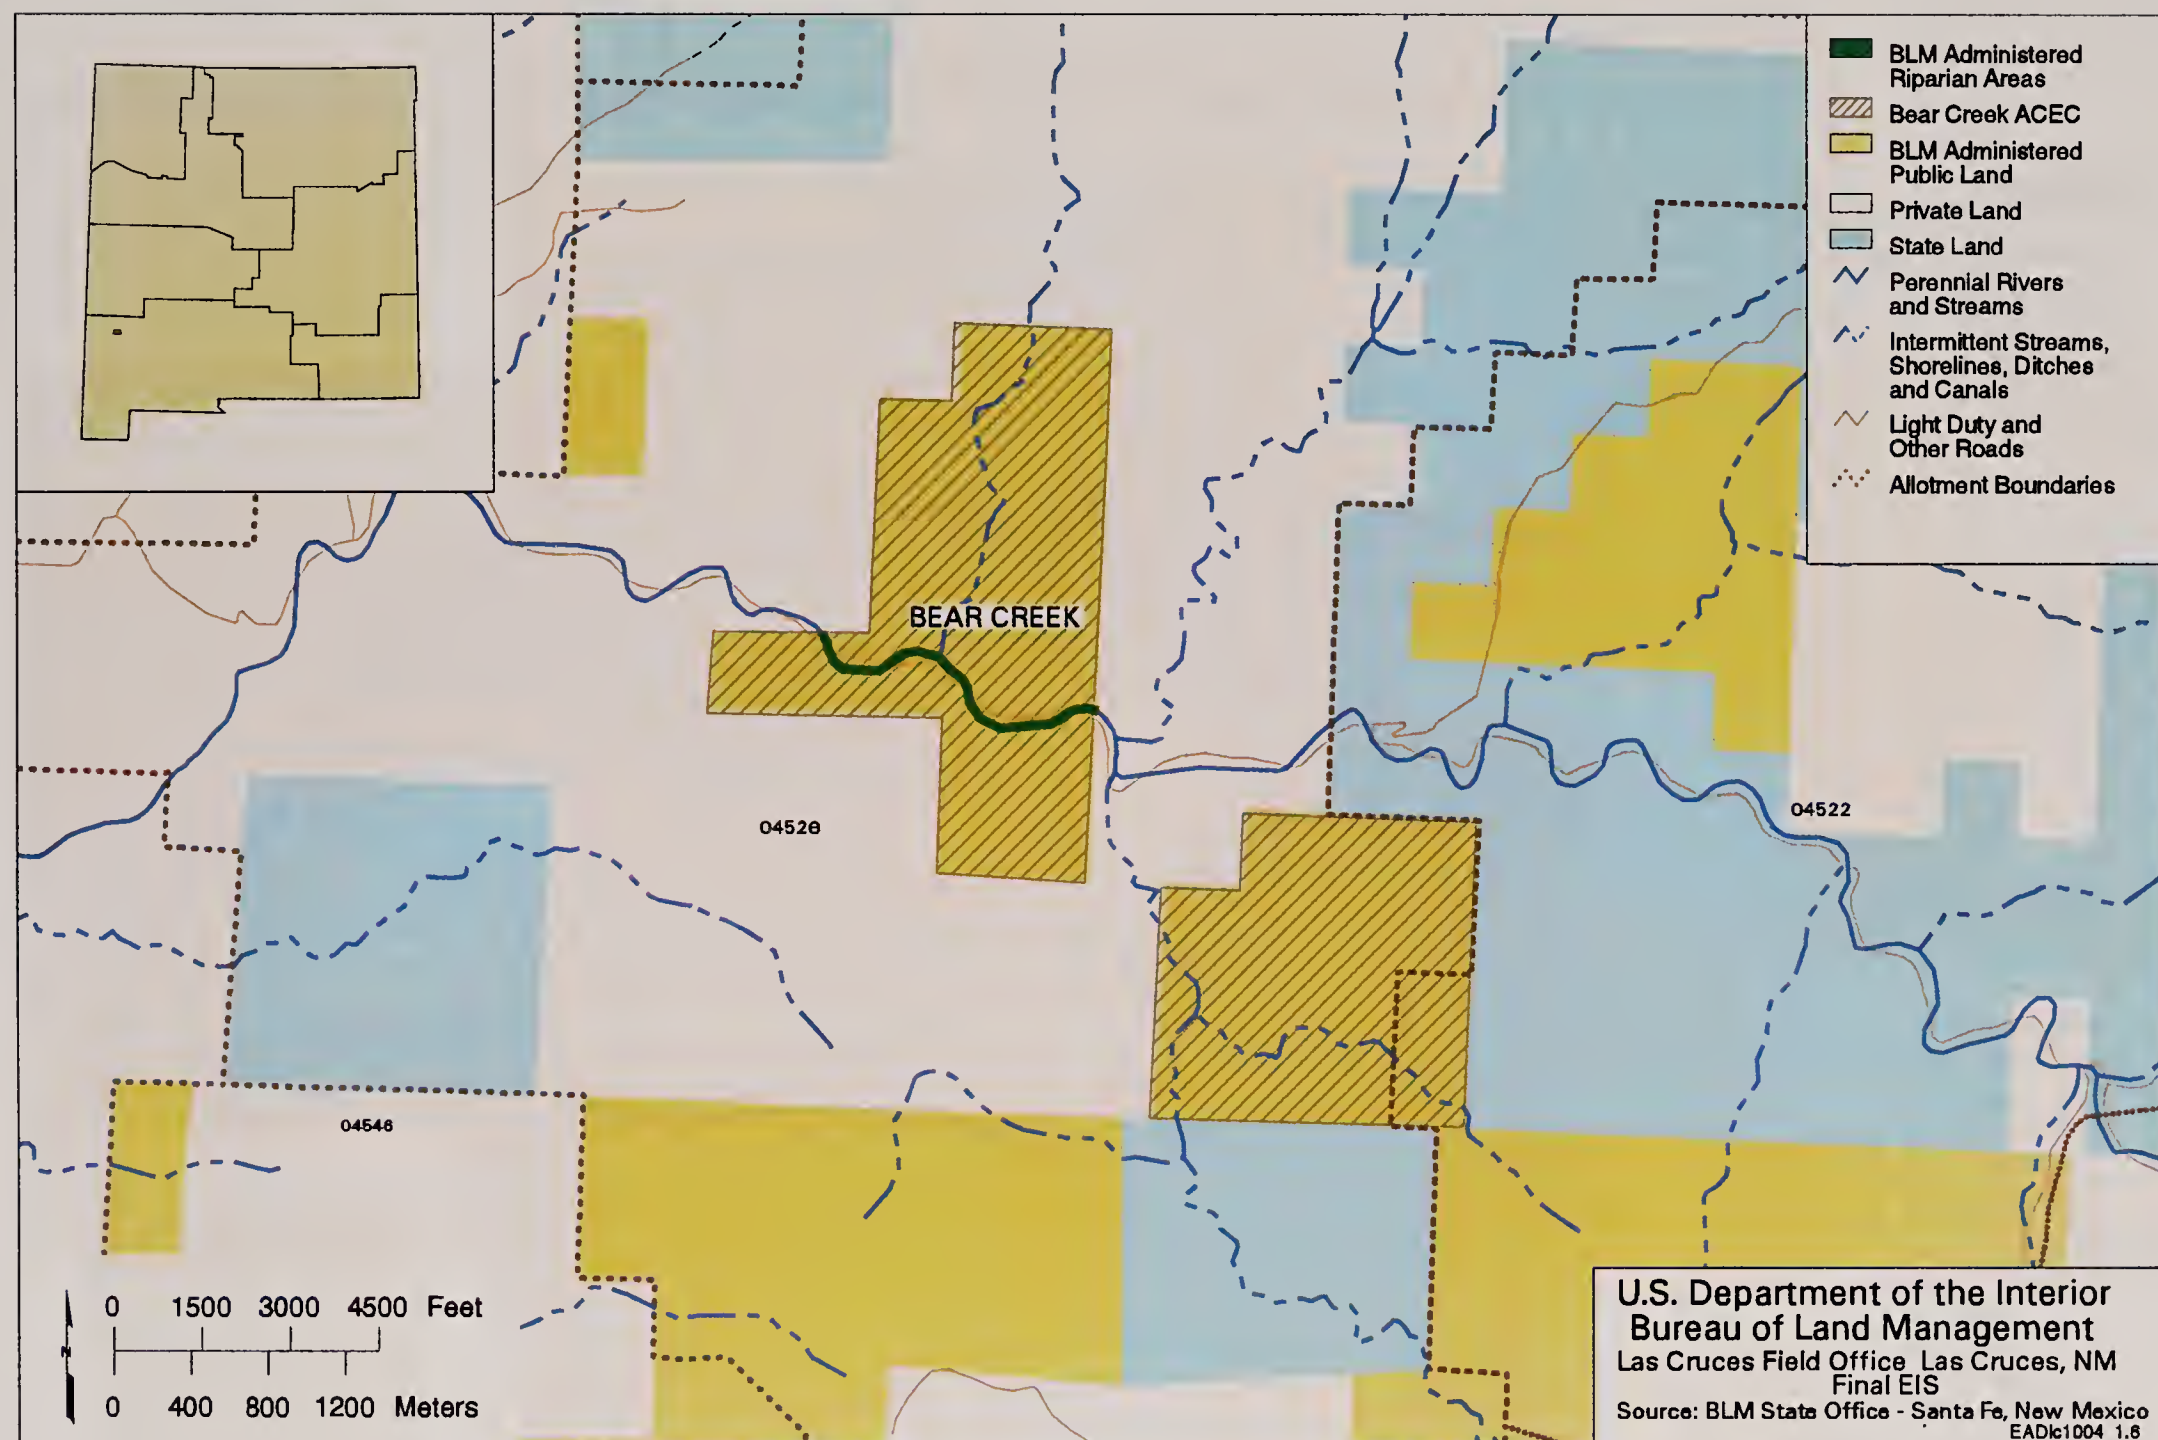 BLM Administered
Riparian Areas
Bear Creek ACEC
BLM Administered
Public Land
Private Land
State Land
Perennial Rivers
and Streams
Intermittent Streams,
Shorelines, Ditches
and Canals
Light Duty and
Other Roads
Allotment Boundaries
BEAR CREEK
04528
04522
04546
0 1500 3000 4500 Feet
N
0 400 800 1200 Meters
U.S. Department of the Interior
Bureau of Land Management
Las Cruces Field Office Las Cruces, NM
Final EIS
Source: BLM State Office - Santa Fe, New Mexico
EADlc1004 1.6